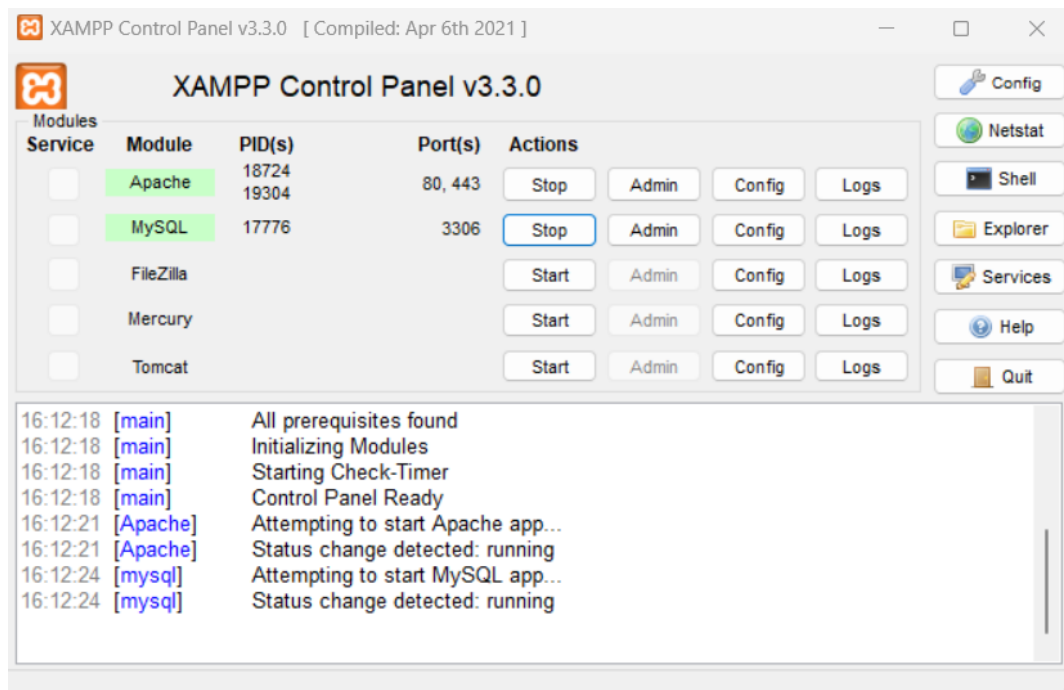 XAMPP Control Panel v3.3.0 [ Compiled: Apr 6th 2021 ]
XAMPP Control Panel v3.3.0
Config
Modules
Netstat
Service Module PID(s) Port(s) Actions
Apache 18724 19304 80, 443 Stop Admin Config Logs
Shell
MySQL 17776 3306 Stop Admin Config Logs
Explorer
FileZilla Start Admin Config Logs
Services
Mercury Start Admin Config Logs
Help
Tomcat Start Admin Config Logs
Quit
16:12:18 [main] All prerequisites found
16:12:18 [main] Initializing Modules
16:12:18 [main] Starting Check-Timer
16:12:18 [main] Control Panel Ready
16:12:21 [Apache] Attempting to start Apache app...
16:12:21 [Apache] Status change detected: running
16:12:24 [mysql] Attempting to start MySQL app...
16:12:24 [mysql] Status change detected: running